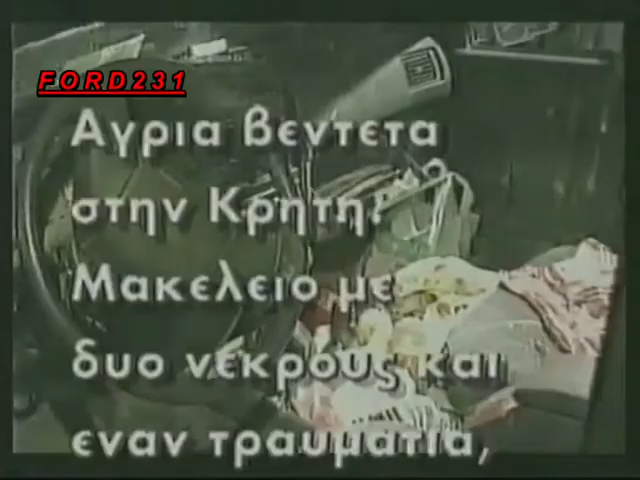 FORD231
Αγρια βεντετα
στην Κρητη!
Μακελειο με
δυο νεκρους και
εναν τραυματια,